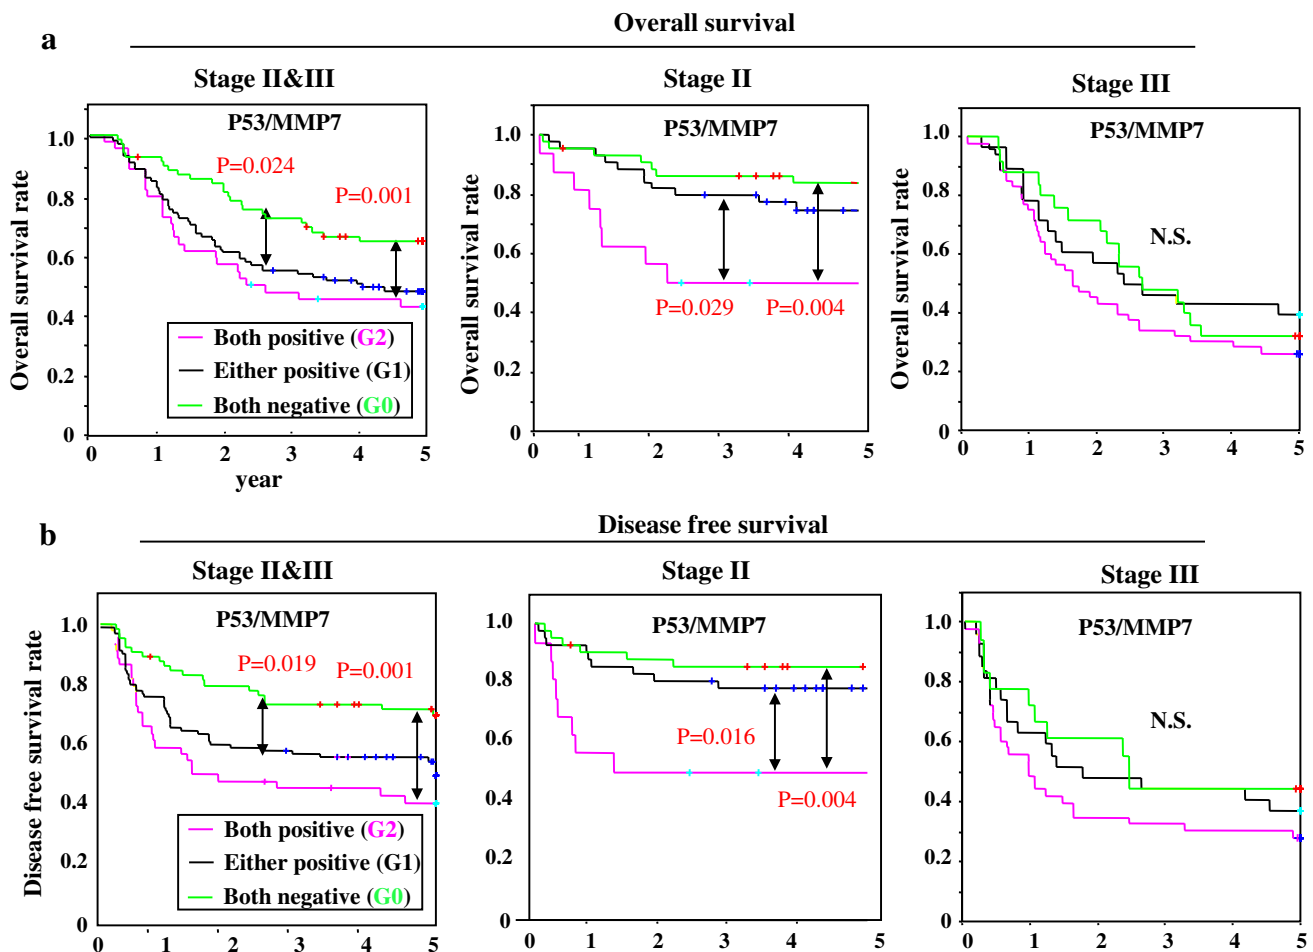 a
Overall survival
Stage II&III
Stage II
Stage III
P53/MMP7
P53/MMP7
P53/MMP7
P=0.024
P=0.001
P=0.029
P=0.004
N.S.
Overall survival rate
1.0
0.8
0.6
0.4
0.2
0
Both positive (G2)
Either positive (G1)
Both negative (G0)
0 1 2 3 4 5
year
Overall survival rate
1.0
0.8
0.6
0.4
0.2
0
0 1 2 3 4 5
Overall survival rate
1.0
0.8
0.6
0.4
0.2
0
0 1 2 3 4 5
b
Disease free survival
Stage II&III
Stage II
Stage III
P53/MMP7
P53/MMP7
P53/MMP7
P=0.019
P=0.001
P=0.016
P=0.004
N.S.
Disease free survival rate
1.0
0.8
0.6
0.4
0.2
0
Both positive (G2)
Either positive (G1)
Both negative (G0)
0 1 2 3 4 5
1.0
0.8
0.6
0.4
0.2
0
0 1 2 3 4 5
1.0
0.8
0.6
0.4
0.2
0
0 1 2 3 4 5